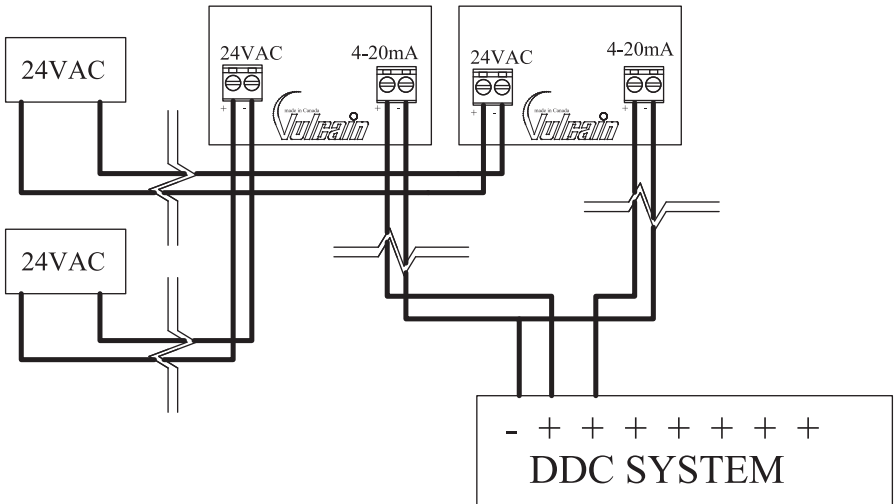 24VAC
24VAC
+ -
4-20mA
+ -
made in Canada
Vulcain
24VAC
+ -
4-20mA
+ -
made in Canada
Vulcain
24VAC
- + + + + + +
DDC SYSTEM